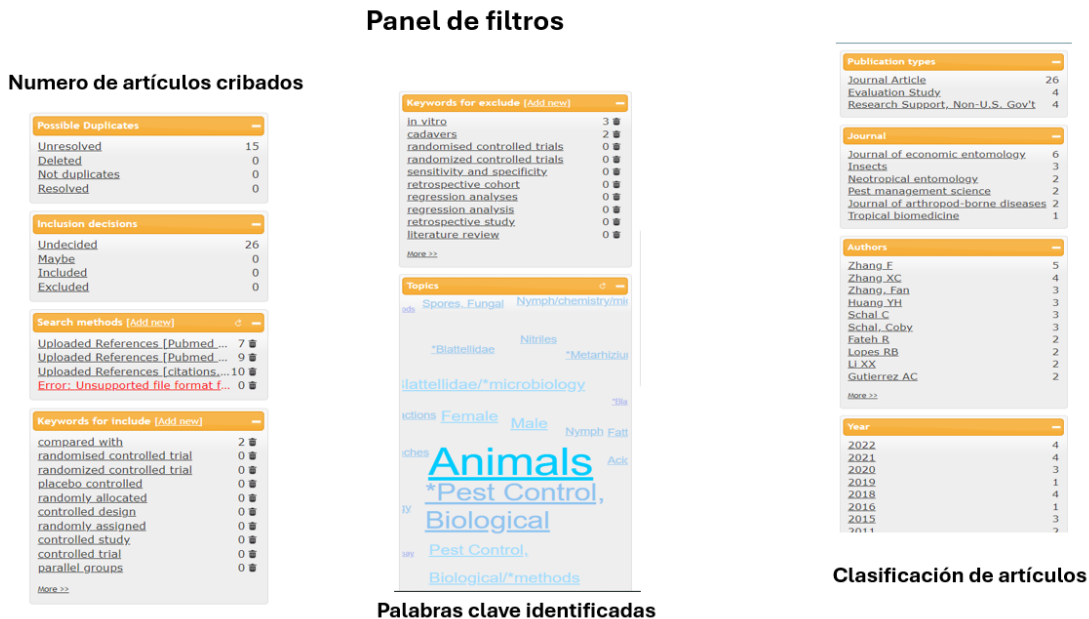 Panel de filtros
Numero de artículos cribados
Possible Duplicates
Unresolved 15
Deleted 0
Not duplicates 0
Resolved 0
Inclusion decisions
Undecided 26
Maybe 0
Included 0
Excluded 0
Search methods [Add new]
Uploaded References [Pubmed_... 7
Uploaded References [Pubmed_... 9
Uploaded References [citations,... 10
Error: Unsupported file format f... 0
Keywords for include [Add new]
compared with 2
randomised controlled trial 0
randomized controlled trial 0
placebo controlled 0
randomly allocated 0
controlled design 0
randomly assigned 0
controlled study 0
controlled trial 0
parallel groups 0
More >>
Keywords for exclude [Add new]
in vitro 3
cadavers 2
randomised controlled trials 0
randomized controlled trials 0
sensitivity and specificity 0
retrospective cohort 0
regression analyses 0
regression analysis 0
retrospective study 0
literature review 0
More >>
Topics
ods Spores, Fungal Nymph/chemistry/mi
*Blattellidae Nitriles
*Metarhiziu
Blattellidae/*microbiology
*Bla
ctions Female Male
Nymph Fatt
ches Animals Acid
*Pest Control,
gy Biological
say Pest Control,
Biological/*methods
Palabras clave identificadas
Publication types
Journal Article 26
Evaluation Study 4
Research Support, Non-U.S. Gov't 4
Journal
Journal of economic entomology 6
Insects 3
Neotropical entomology 2
Pest management science 2
Journal of arthropod-borne diseases 2
Tropical biomedicine 1
Authors
Zhang F 5
Zhang XC 4
Zhang, Fan 3
Huang YH 3
Schal C 3
Schal, Coby 3
Fateh R 2
Lopes RB 2
Li XX 2
Gutierrez AC 2
More >>
Year
2022 4
2021 4
2020 3
2019 1
2018 4
2016 1
2015 3
2011 2
Clasificación de artículos